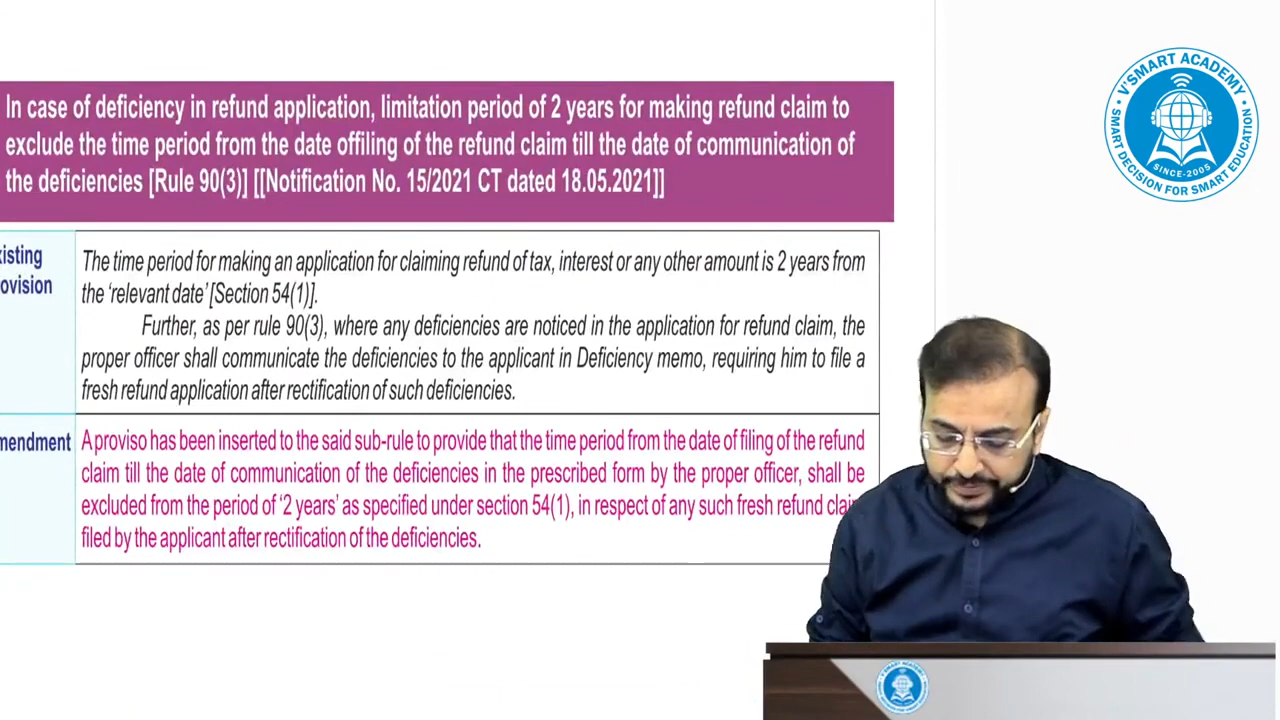 In case of deficiency in refund application, limitation period of 2 years for making refund claim to
exclude the time period from the date offiling of the refund claim till the date of communication of
the deficiencies [Rule 90(3)] [[Notification No. 15/2021 CT dated 18.05.2021]]
xisting
ovision
The time period for making an application for claiming refund of tax, interest or any other amount is 2 years from
the ‘relevant date’ [Section 54(1)].
Further, as per rule 90(3), where any deficiencies are noticed in the application for refund claim, the
proper officer shall communicate the deficiencies to the applicant in Deficiency memo, requiring him to file a
fresh refund application after rectification of such deficiencies.
mendment
A proviso has been inserted to the said sub-rule to provide that the time period from the date of filing of the refund
claim till the date of communication of the deficiencies in the prescribed form by the proper officer, shall be
excluded from the period of ‘2 years’ as specified under section 54(1), in respect of any such fresh refund clai
filed by the applicant after rectification of the deficiencies.
V'SMART ACADEMY
SMART DECISION FOR SMART EDUCATION
SINCE-2005
V'SMART ACADEMY